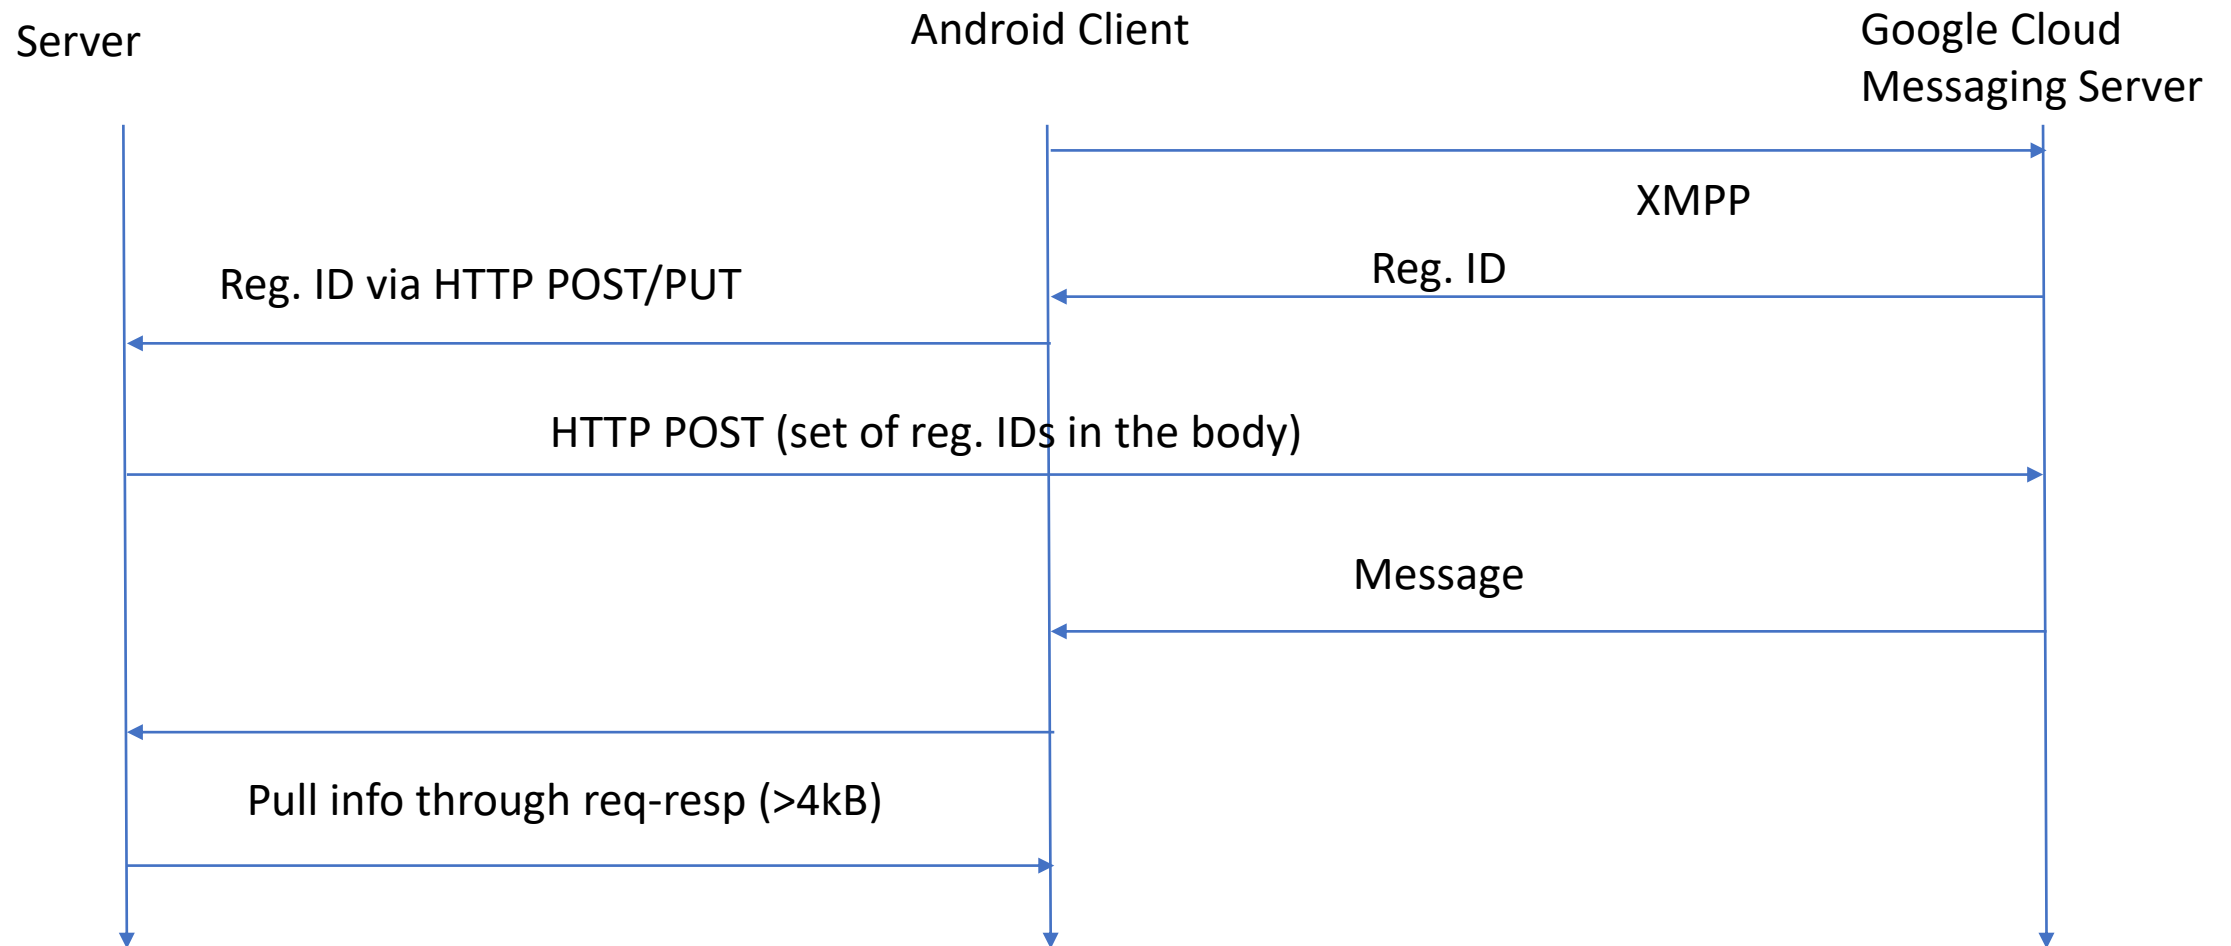 Server
Android Client
Google Cloud
Messaging Server
XMPP
Reg. ID
Reg. ID via HTTP POST/PUT
HTTP POST (set of reg. IDs in the body)
Message
Pull info through req-resp (>4kB)